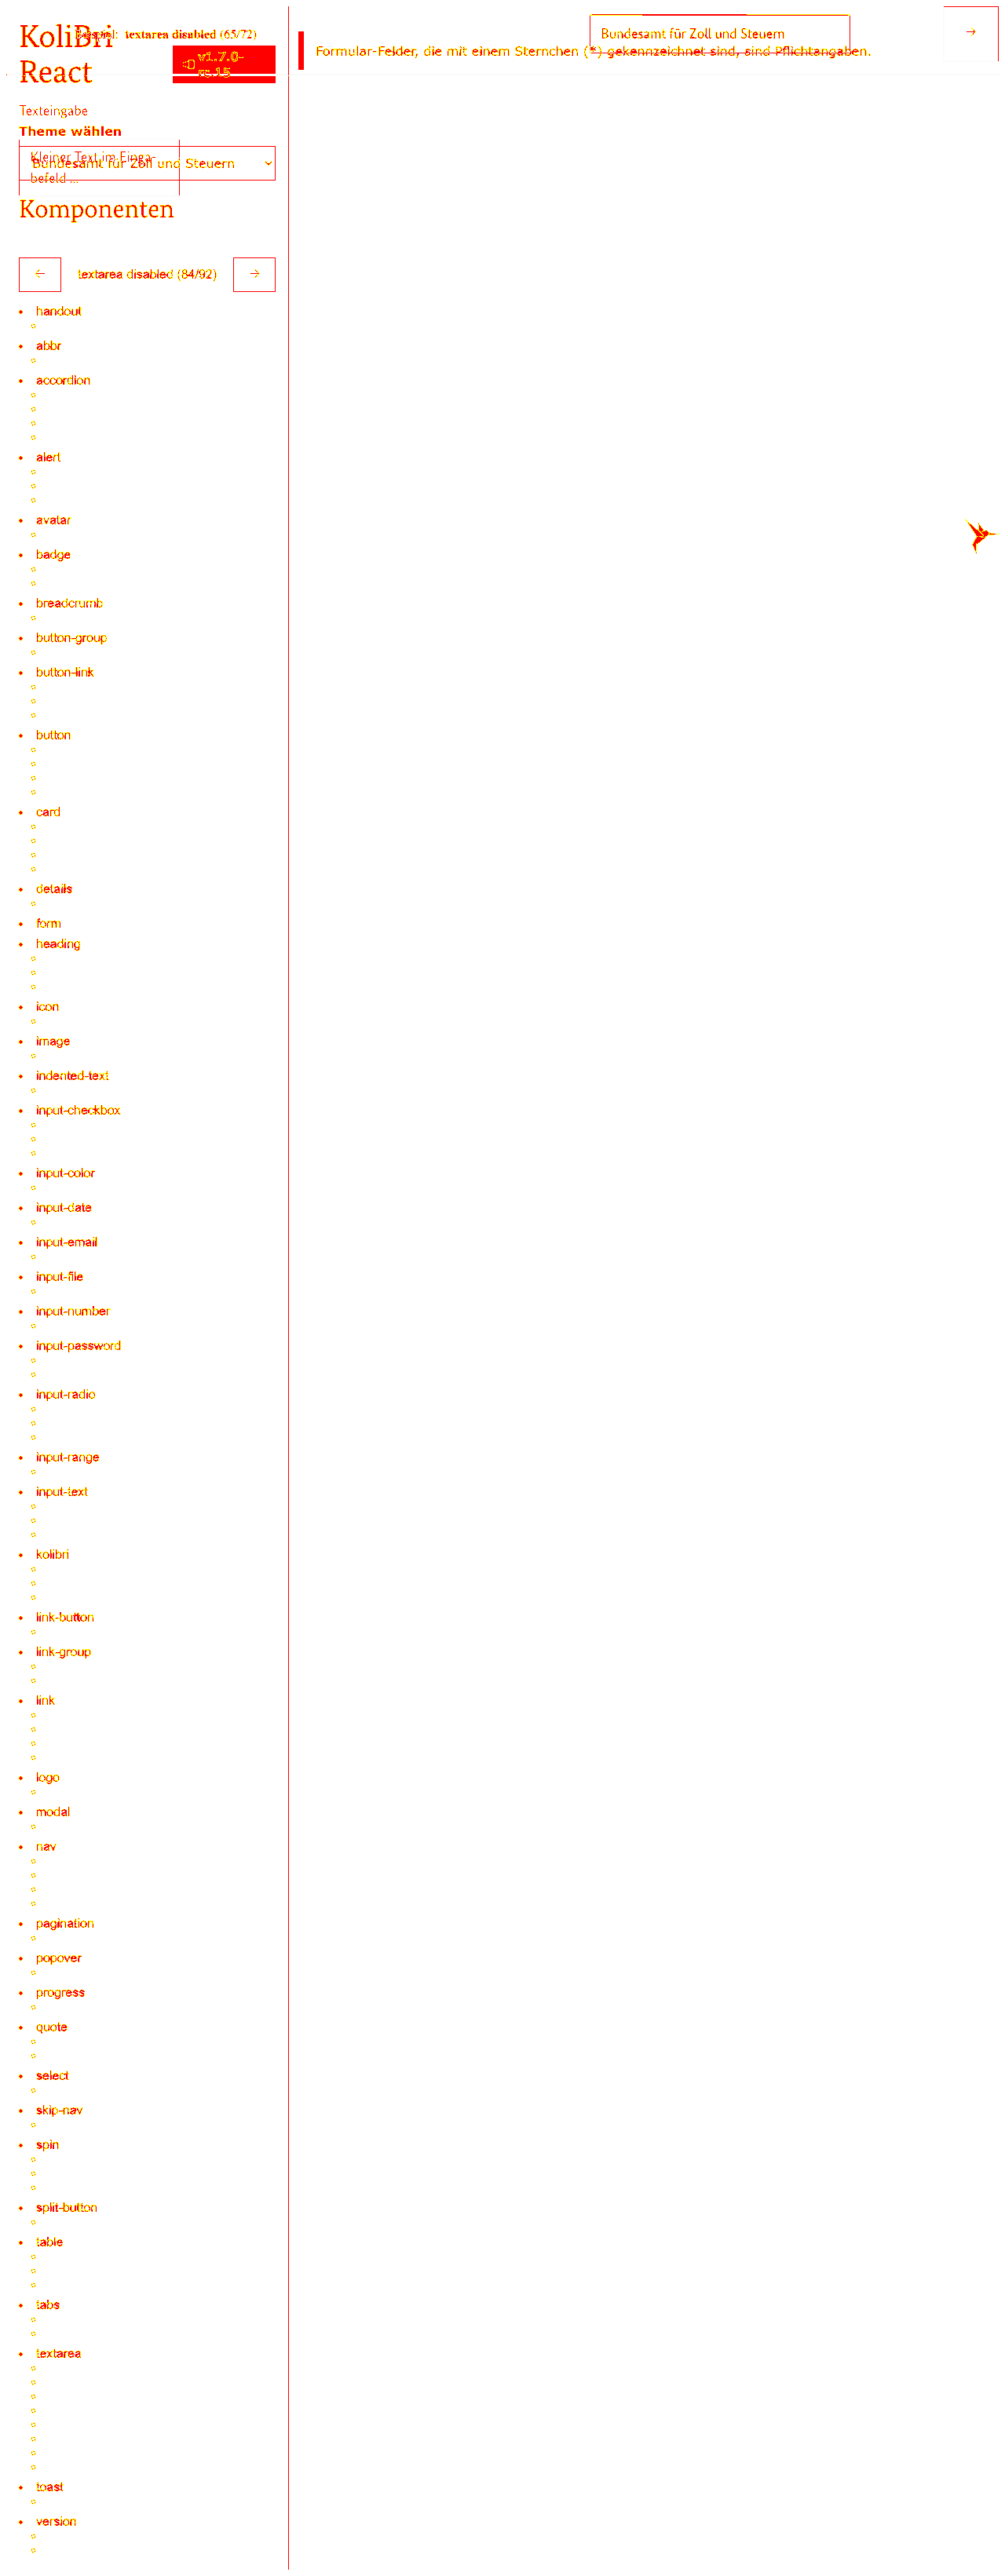 KoliBri
React
Beispiel: textarea disabled (65/72)
v1.7.0-
rc.15
Bundesamt für Zoll und Steuern
→
Formular-Felder, die mit einem Sternchen (*) gekennzeichnet sind, sind Pflichtangaben.
Texteingabe
Theme wählen
Kleiner Text im Einga-
Bundesamt für Zoll und Steuern
befeld ...
Komponenten
← textarea disabled (84/92) →
handout
abbr
accordion
alert
avatar
badge
breadcrumb
button-group
button-link
button
card
details
form
heading
icon
image
indented-text
input-checkbox
input-color
input-date
input-email
input-file
input-number
input-password
input-radio
input-range
input-text
kolibri
link-button
link-group
link
logo
modal
nav
pagination
popover
progress
quote
select
skip-nav
spin
split-button
table
tabs
textarea
toast
version